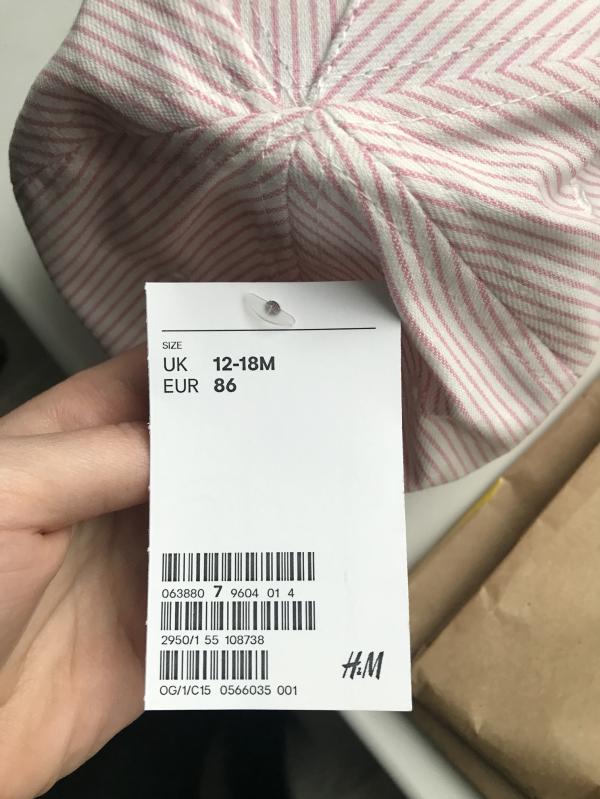 SIZE
UK 12-18M
EUR 86
063880 7 9604 01 4
2950/1 55 108738
H&M
OG/1/C15 0566035 001